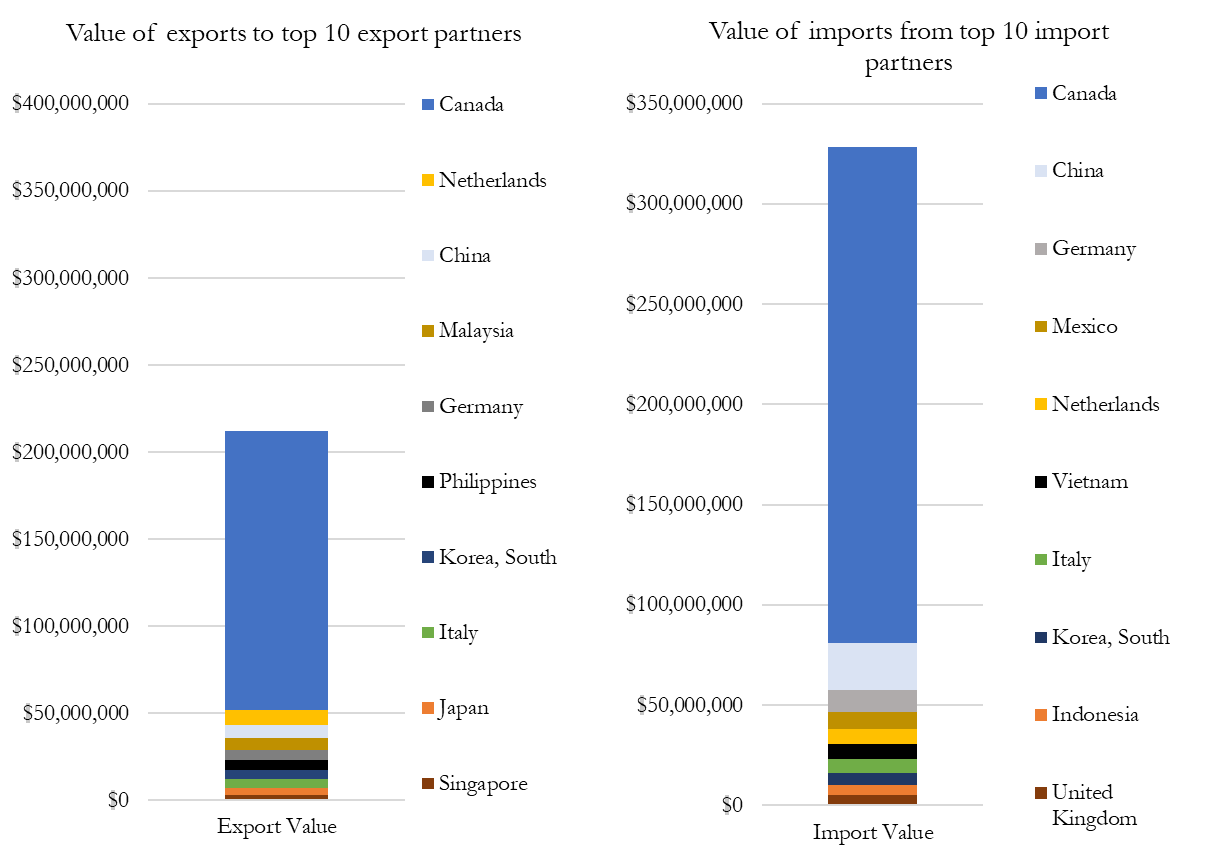 Value of exports to top 10 export partners
$400,000,000
$350,000,000
$300,000,000
$250,000,000
$200,000,000
$150,000,000
$100,000,000
$50,000,000
$0
Export Value
Canada
Netherlands
China
Malaysia
Germany
Philippines
Korea, South
Italy
Japan
Singapore
Value of imports from top 10 import
partners
$350,000,000
$300,000,000
$250,000,000
$200,000,000
$150,000,000
$100,000,000
$50,000,000
$0
Import Value
Canada
China
Germany
Mexico
Netherlands
Vietnam
Italy
Korea, South
Indonesia
United
Kingdom